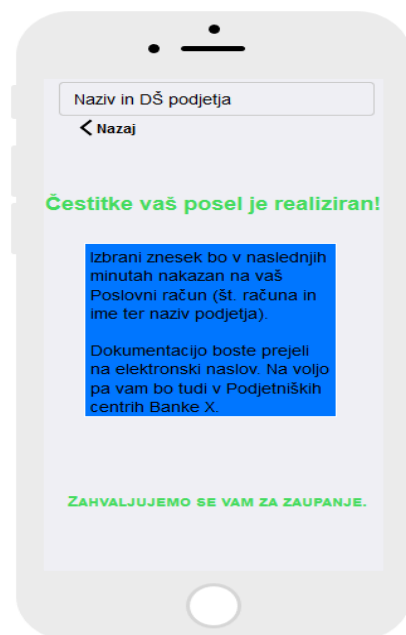 Naziv in DŠ podjetja
Nazaj
Čestitke vaš posel je realiziran!
Izbrani znesek bo v naslednjih
minutah nakazan na vaš
Poslovni račun (št. računa in
ime ter naziv podjetja).
Dokumentacijo boste prejeli
na elektronski naslov. Na voljo
pa vam bo tudi v Podjetniških
centrih Banke X.
ZAHVALJUJEMO SE VAM ZA ZAUPANJE.